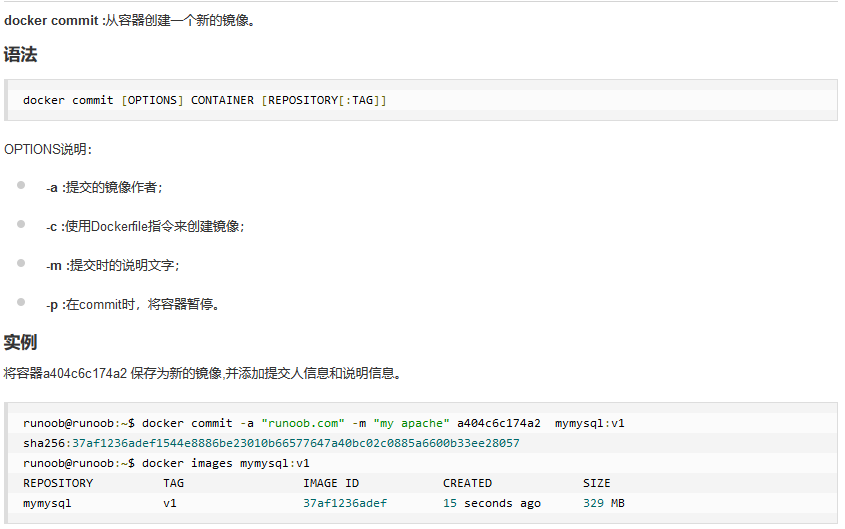 docker commit :从容器创建一个新的镜像。
语法
docker commit [OPTIONS] CONTAINER [REPOSITORY[:TAG]]
OPTIONS说明：
-a :提交的镜像作者；
-c :使用Dockerfile指令来创建镜像；
-m :提交时的说明文字；
-p :在commit时，将容器暂停。
实例
将容器a404c6c174a2 保存为新的镜像,并添加提交人信息和说明信息。
runoob@runoob:~$ docker commit -a "runoob.com" -m "my apache" a404c6c174a2  mymysql:v1
sha256:37af1236adef1544e8886be23010b66577647a40bc02c0885a6600b33ee28057
runoob@runoob:~$ docker images mymysql:v1
REPOSITORY          TAG                 IMAGE ID            CREATED             SIZE
mymysql             v1                  37af1236adef        15 seconds ago      329 MB